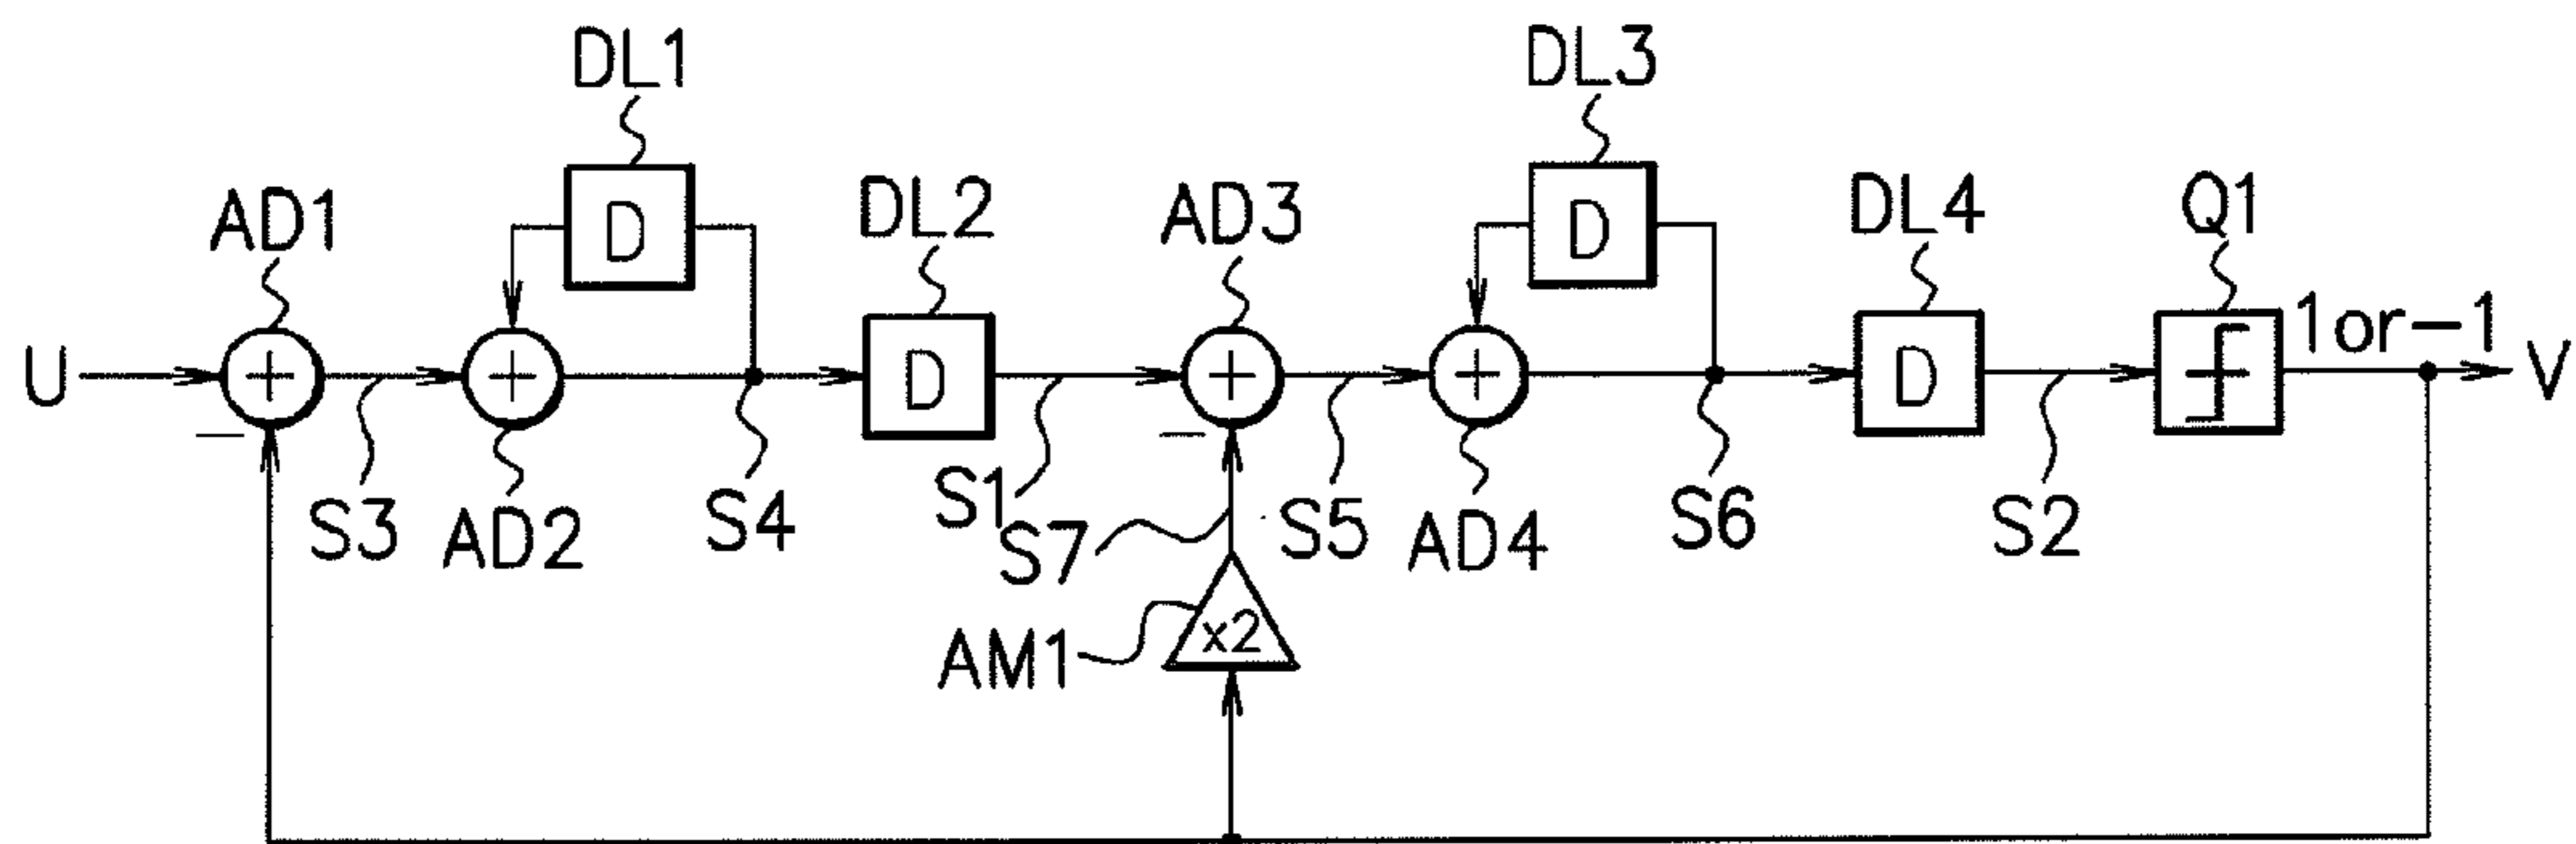 DL1
DL3
AD1
DL2
AD3
DL4
Q1
D
D
1or-1
U
+
+
D
+
+
D
V
−
−
S3
AD2
S4
S1
S7
S5
AD4
S6
S2
AM1
x2